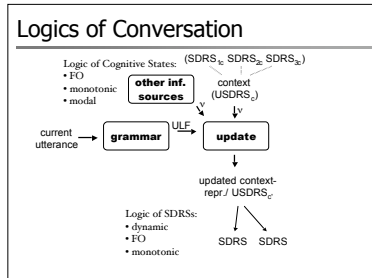 Logics of Conversation
Logic of Cognitive States:
• FO
• monotonic
• modal
other inf.
sources
(SDRS1c SDRS2c SDRS3c)
context
(USDRSc)
v
v
current
utterance
grammar
ULF
update
updated context-
repr./ USDRSc'
Logic of SDRSs:
• dynamic
• FO
• monotonic
SDRS SDRS